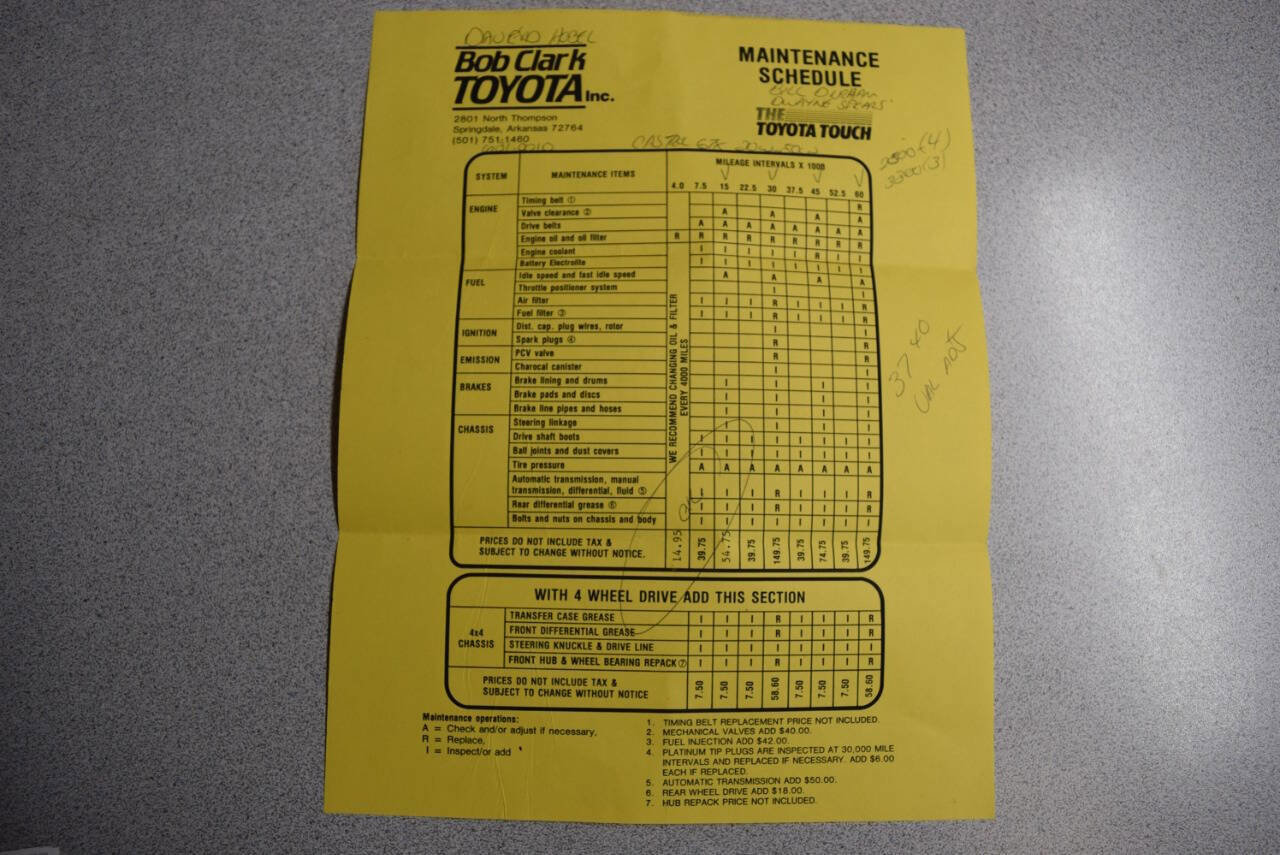 Bob Clark
TOYOTA Inc.
2801 North Thompson
Springdale, Arkansas 72764
(501) 751-1460
MAINTENANCE
SCHEDULE
BILL DURHAM
DWAYNE SPEARS
THE
TOYOTA TOUCH
CASTROL GTX 20W-50
3300 (3)
SYSTEM MAINTENANCE ITEMS MILEAGE INTERVALS X 1000
4.0 7.5 15 22.5 30 37.5 45 52.5 60
ENGINE Timing belt ① R
Valve clearance ② A A A A
Drive belts A A A A A A A A
Engine oil and oil filter R R R R R R R R R
Engine coolant I I I I I R I I
Battery Electrolite I I I I I I I I
FUEL Idle speed and fast idle speed A A A A
Throttle positioner system I I
Air filter I I I R I I I R
Fuel filter ③ I I I R I I I R
IGNITION Dist. cap. plug wires, rotor I I
Spark plugs ④ R R
EMISSION PCV valve R R
Charocal canister I I
BRAKES Brake lining and drums I I I I
Brake pads and discs I I I I
Brake line pipes and hoses I I I I
CHASSIS Steering linkage I I I I
Drive shaft boots I I I I I I I I
Ball joints and dust covers I I I I I I I I
Tire pressure A A A A A A A A
Automatic transmission, manual
transmission, differential, fluid ⑤ I I I R I I I R
Rear differential grease ⑥ I I I R I I I R
Bolts and nuts on chassis and body I I I I I I I I
WE RECOMMEND CHANGING OIL & FILTER
EVERY 4000 MILES
PRICES DO NOT INCLUDE TAX &
SUBJECT TO CHANGE WITHOUT NOTICE.
14.95 39.75 54.75 39.75 149.75 39.75 74.75 39.75 149.75
3740
WITH 4 WHEEL DRIVE ADD THIS SECTION
4x4
CHASSIS
TRANSFER CASE GREASE I I I R I I I R
FRONT DIFFERENTIAL GREASE I I I R I I I R
STEERING KNUCKLE & DRIVE LINE I I I I I I I I
FRONT HUB & WHEEL BEARING REPACK ⑦ I I I R I I I R
PRICES DO NOT INCLUDE TAX &
SUBJECT TO CHANGE WITHOUT NOTICE
7.50 7.50 7.50 58.60 7.50 7.50 7.50 58.60
Maintenance operations:
A = Check and/or adjust if necessary,
R = Replace,
I = Inspect/or add
1. TIMING BELT REPLACEMENT PRICE NOT INCLUDED.
2. MECHANICAL VALVES ADD $40.00.
3. FUEL INJECTION ADD $42.00.
4. PLATINUM TIP PLUGS ARE INSPECTED AT 30,000 MILE
INTERVALS AND REPLACED IF NECESSARY. ADD $6.00
EACH IF REPLACED.
5. AUTOMATIC TRANSMISSION ADD $50.00.
6. REAR WHEEL DRIVE ADD $18.00.
7. HUB REPACK PRICE NOT INCLUDED.